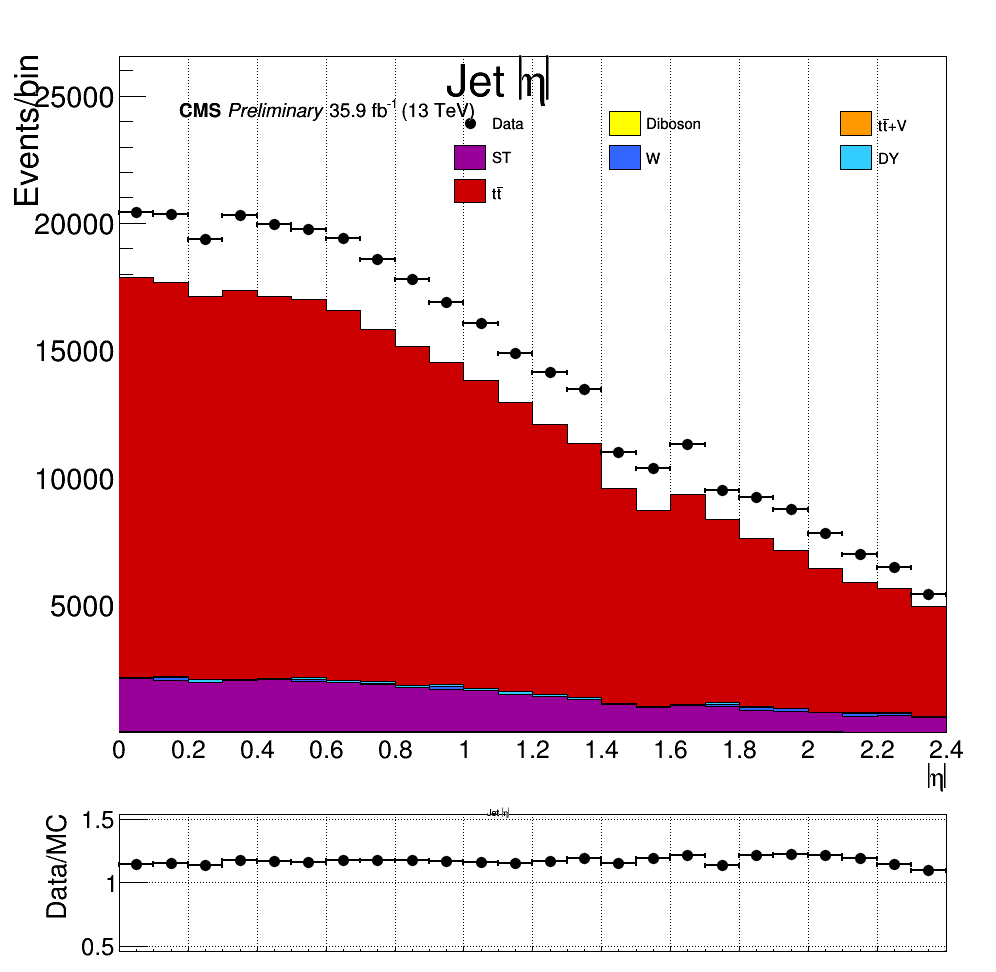 Jet |η|
Events/bin
CMS Preliminary 35.9 fb⁻¹ (13 TeV)
Data
Diboson
tt̄+V
ST
W
DY
tt̄
25000
20000
15000
10000
5000
0 0.2 0.4 0.6 0.8 1 1.2 1.4 1.6 1.8 2 2.2 2.4
|η|
Jet |η|
Data/MC
1.5
1
0.5